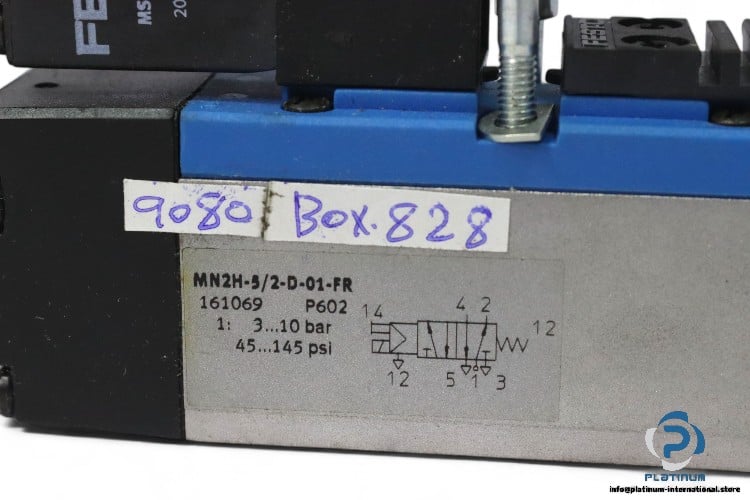 FE
MS
20
FESTO
9080 Box.828
MN2H-5/2-D-01-FR
161069 P602
1: 3...10 bar
45...145 psi
14 4 2 12
12 5 1 3
PLATINUM
info@platinum-international.store